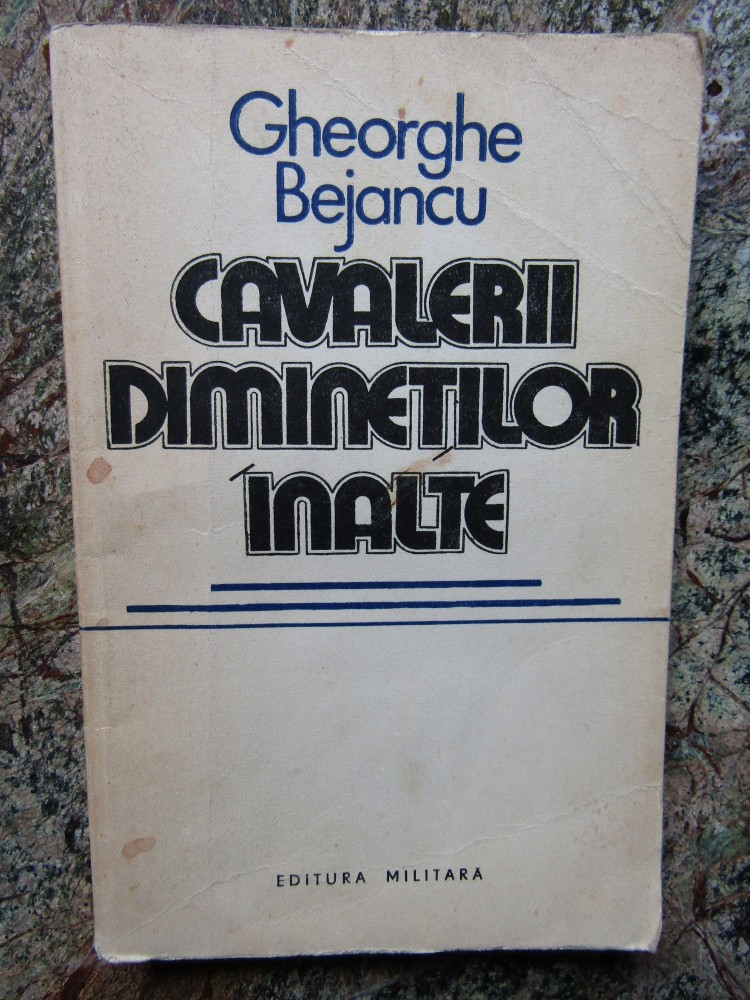 Gheorghe
Bejancu
CAVALERII
DIMINEȚILOR
ÎNALTE
EDITURA MILITARĂ